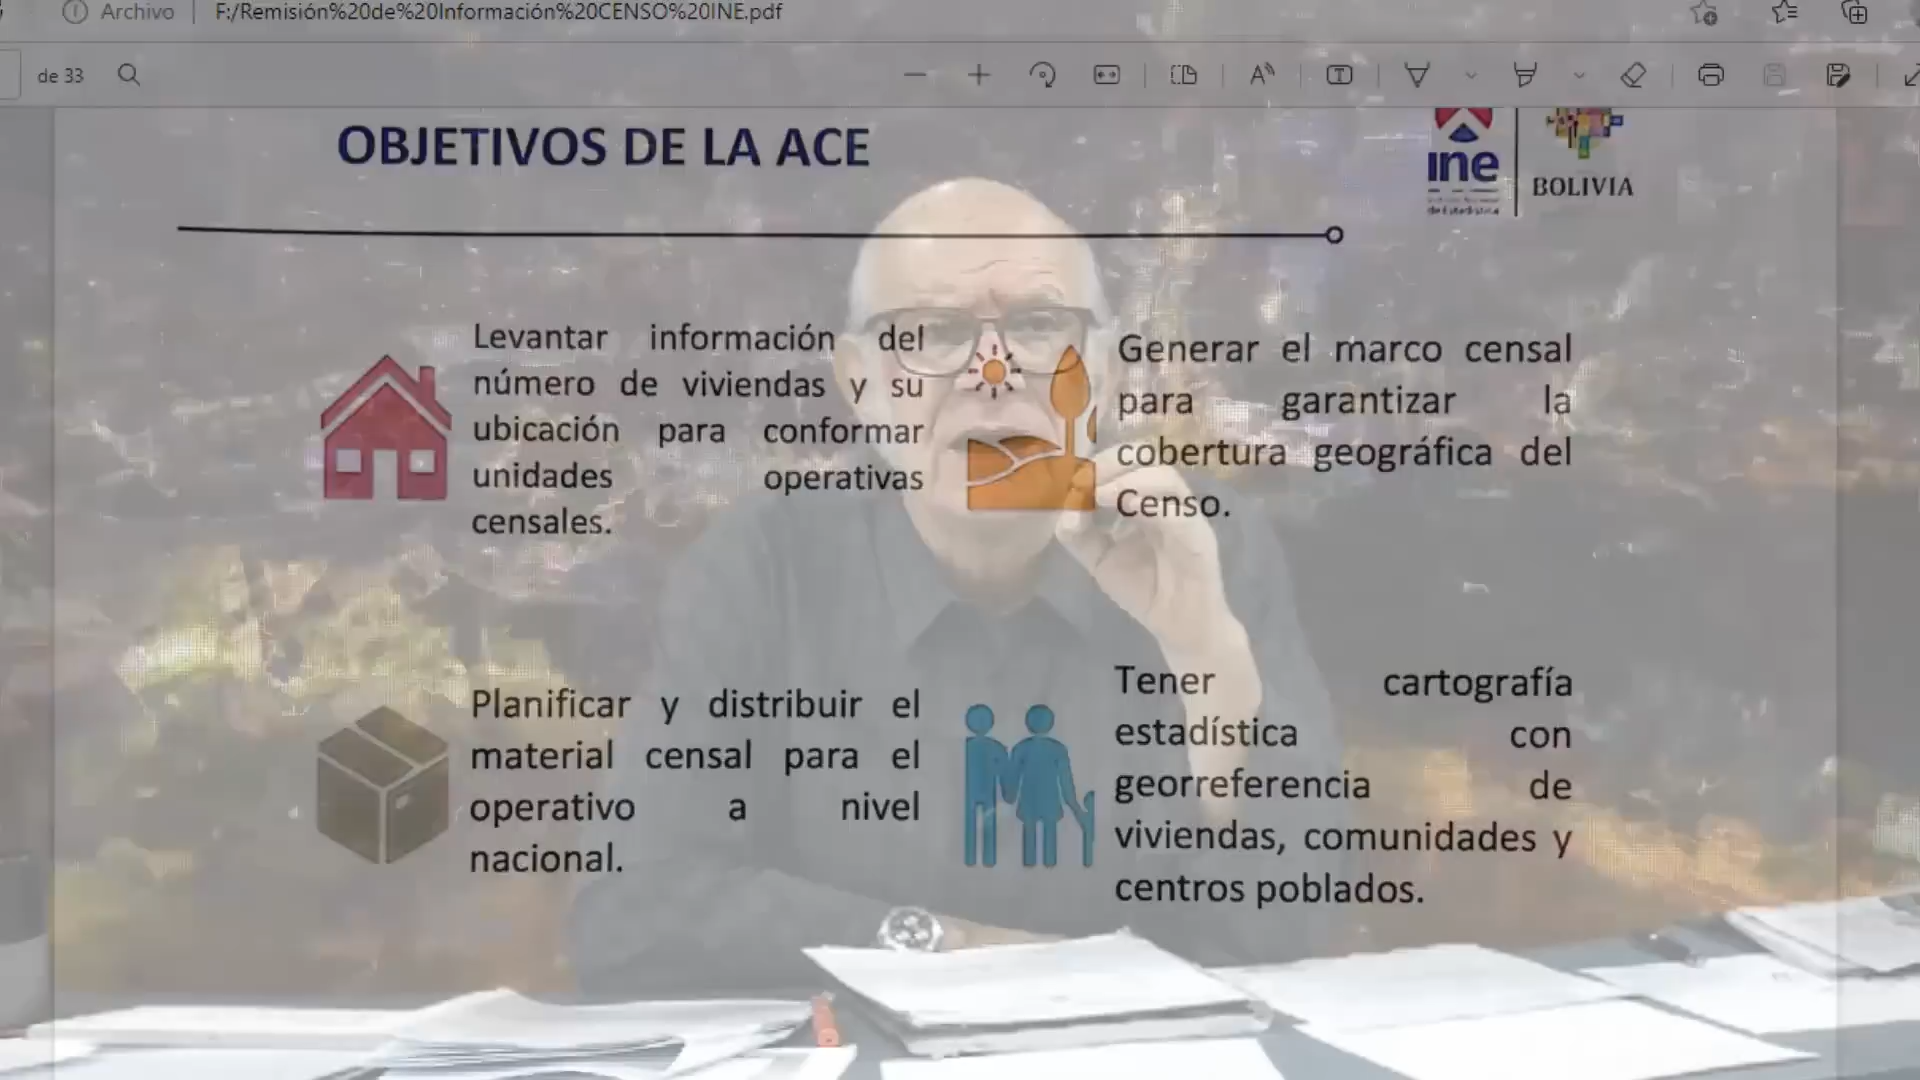 Archivo
F:/Remisión%20de%20Información%20CENSO%20INE.pdf
de 33
OBJETIVOS DE LA ACE
ine
de Estadística
BOLIVIA
Levantar información del
número de viviendas y su
ubicación para conformar
unidades operativas
censales.
Generar el marco censal
para garantizar la
cobertura geográfica del
Censo.
Planificar y distribuir el
material censal para el
operativo a nivel
nacional.
Tener cartografía
estadística con
georreferencia de
viviendas, comunidades y
centros poblados.